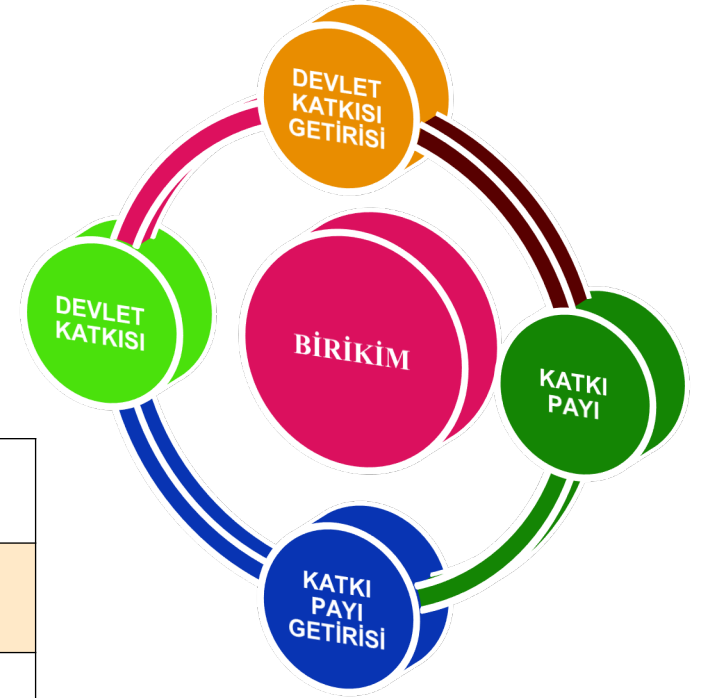 DEVLET
KATKISI
GETİRİSİ
DEVLET
KATKISI
BİRİKİM
KATKI
PAYI
KATKI
PAYI
GETİRİSİ